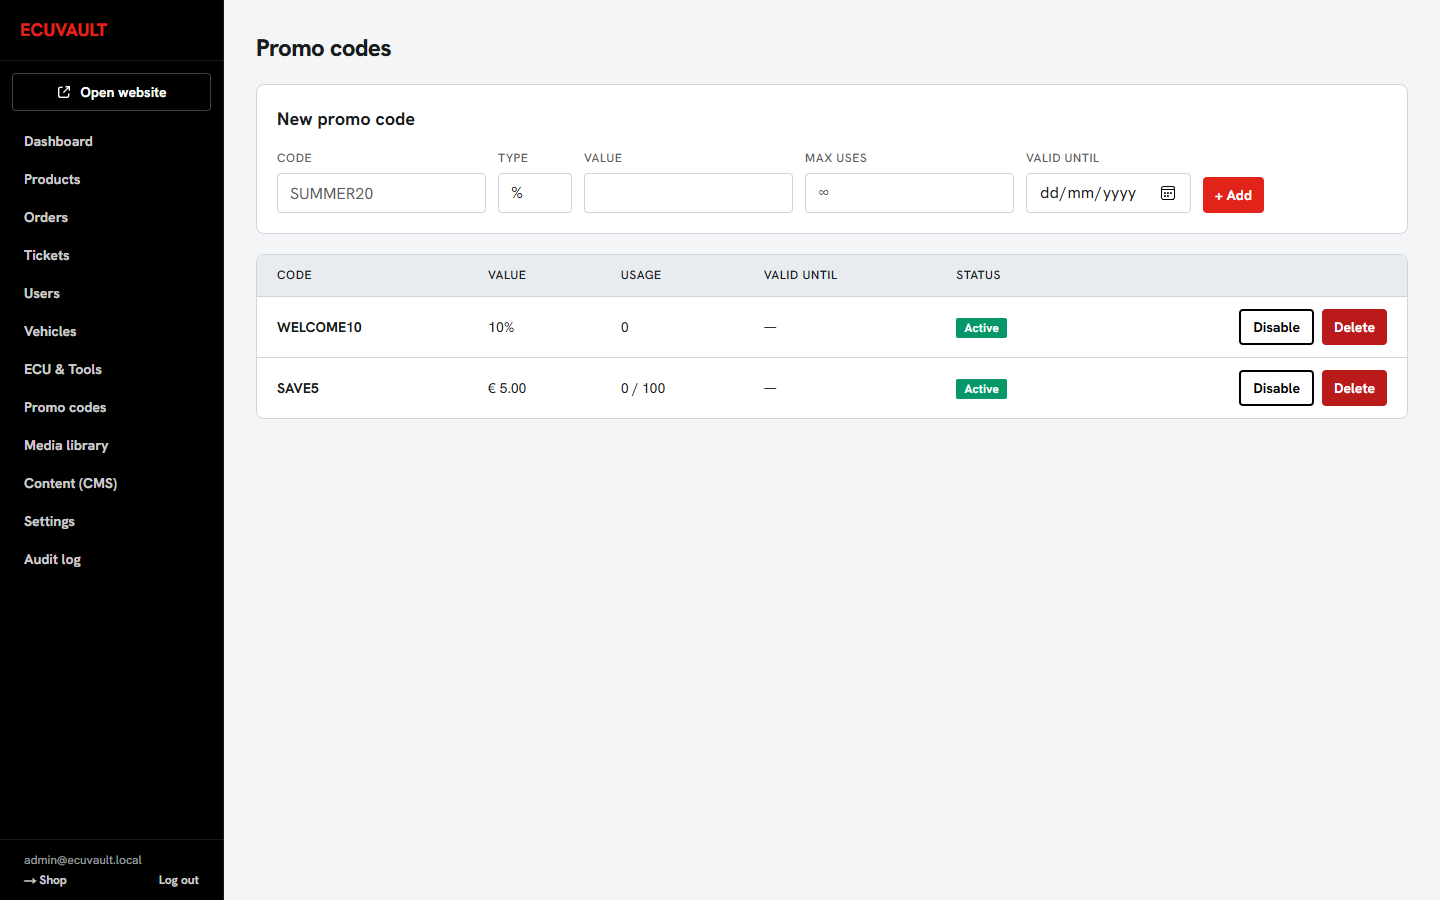 ECUVAULT
Open website
Dashboard
Products
Orders
Tickets
Users
Vehicles
ECU & Tools
Promo codes
Media library
Content (CMS)
Settings
Audit log
admin@ecuvault.local
→ Shop Log out
Promo codes
New promo code
CODE TYPE VALUE MAX USES VALID UNTIL
SUMMER20 % ∞ dd/mm/yyyy + Add
CODE VALUE USAGE VALID UNTIL STATUS
WELCOME10 10% 0 — Active Disable Delete
SAVE5 € 5.00 0 / 100 — Active Disable Delete